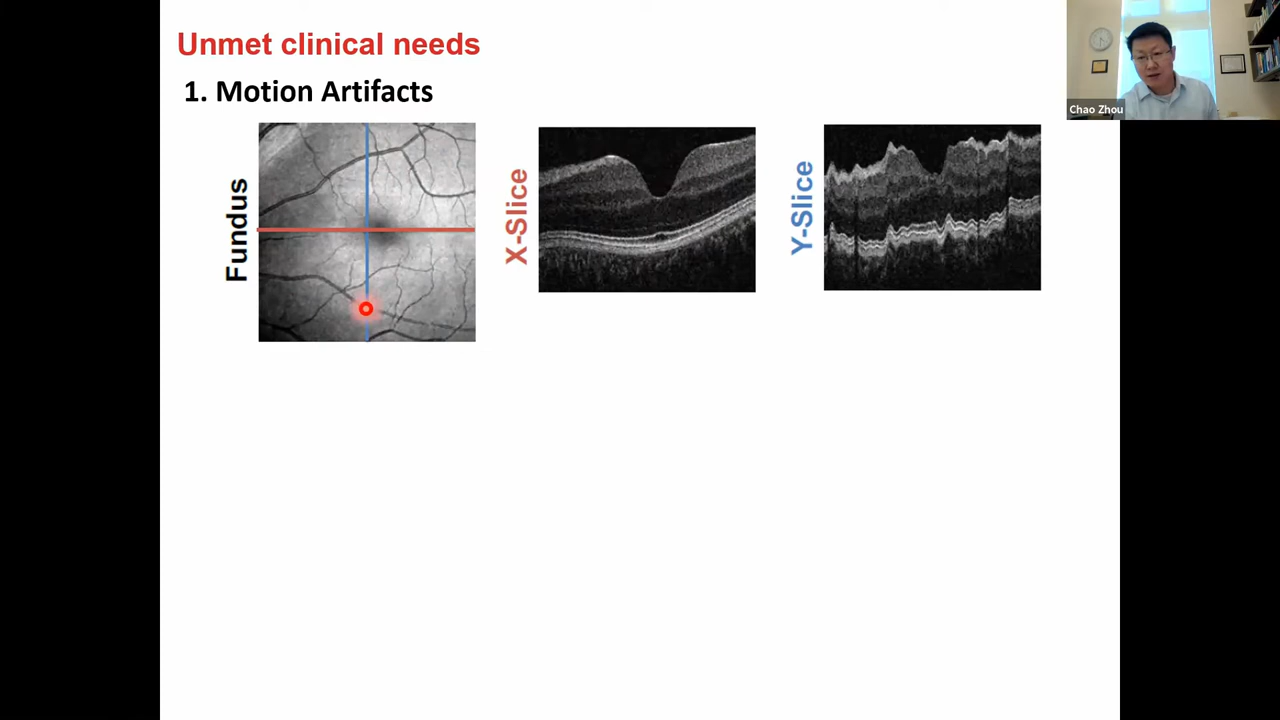 Unmet clinical needs
1. Motion Artifacts
Fundus
X-Slice
Y-Slice
Chao Zhou